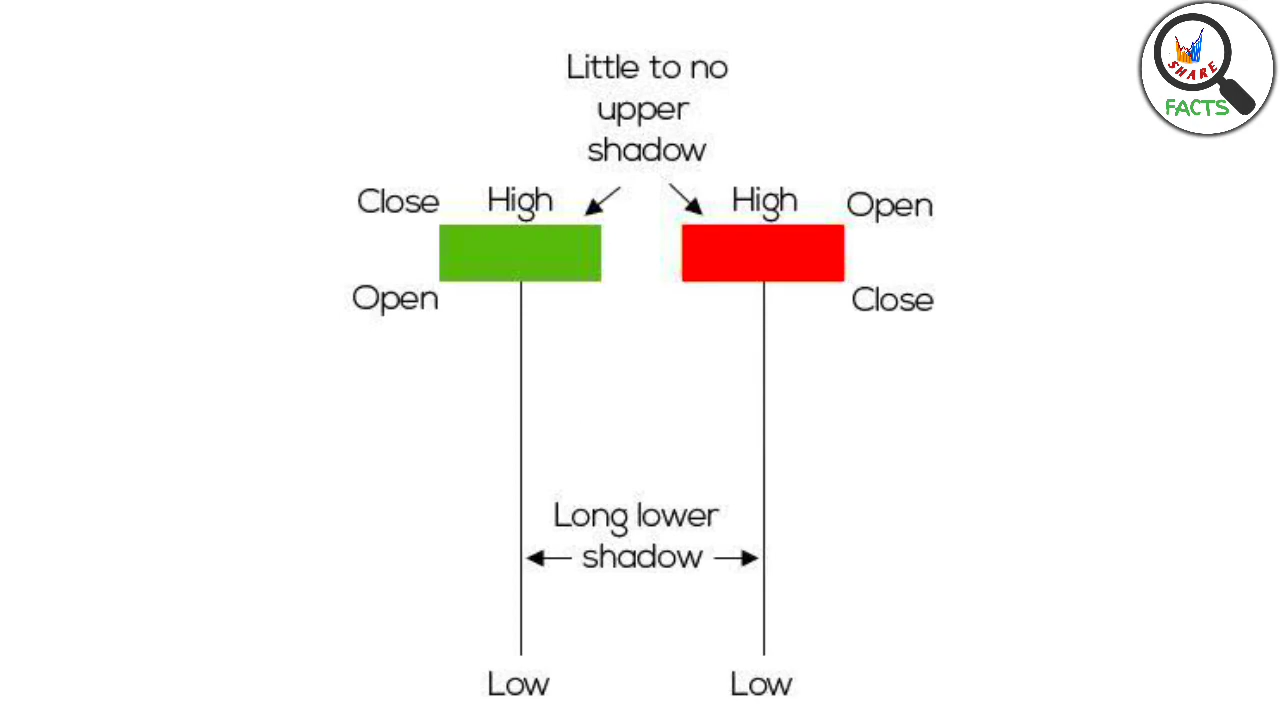 SHARE
FACTS
Little to no
upper
shadow
Close High High Open
Open Close
Long lower
shadow
Low Low